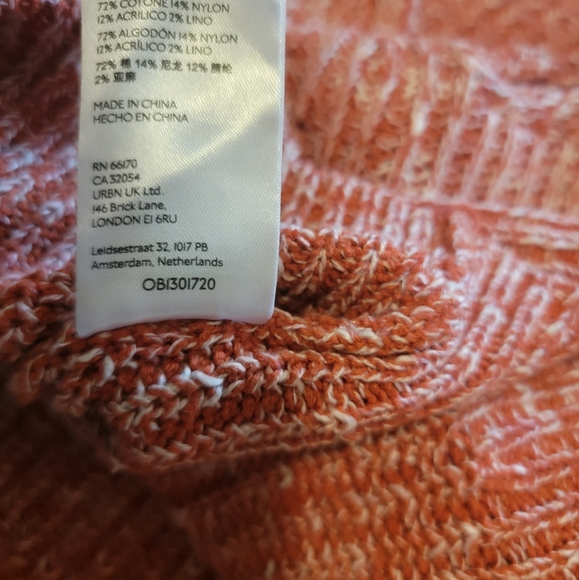 72% COTONE 14% NYLON
12% ACRILICO 2% LINO
72% ALGODÓN 14% NYLON
12% ACRÍLICO 2% LINO
72% 棉 14% 尼龙 12% 腈纶
2% 亚麻
MADE IN CHINA
HECHO EN CHINA
RN 66170
CA 32054
URBN UK Ltd.
146 Brick Lane,
LONDON E1 6RU
Leidsestraat 32, 1017 PB
Amsterdam, Netherlands
OB1301720